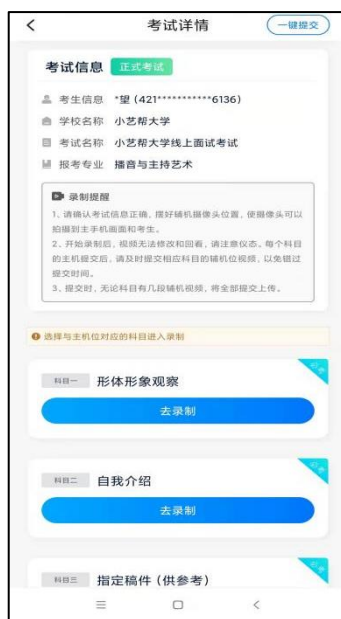 考试详情
一键提交
考试信息 正式考试
考生信息 *望 (421***********6136)
学校名称 小艺帮大学
考试名称 小艺帮大学线上面试考试
报考专业 播音与主持艺术
录制提醒
1、请确认考试信息正确，摆好辅机摄像头位置，使摄像头可以
拍摄到主手机画面和考生。
2、开始录制后，视频无法修改和回看，请注意仪态。每个科目
的主机提交后，请及时提交相应科目的辅机位视频，以免错过
提交时间。
3、提交时，无论科目有几段辅机视频，将全部提交上传。
选择与主机位对应的科目进入录制
必考
科目一 形体形象观察
去录制
必考
科目二 自我介绍
去录制
必考
科目三 指定稿件（供参考）